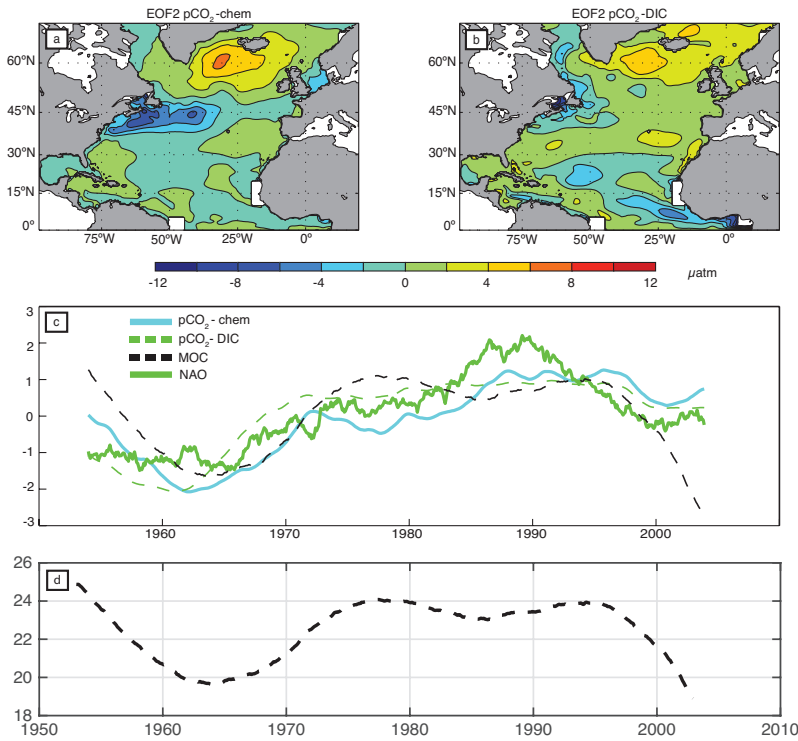 EOF2 pCO₂-chem
EOF2 pCO₂-DIC
a
b
60°N
45°N
30°N
15°N
0°
75°W 50°W 25°W 0°
60°N
45°N
30°N
15°N
0°
75°W 50°W 25°W 0°
-12 -8 -4 0 4 8 12 µatm
c
pCO₂- chem
pCO₂- DIC
MOC
NAO
3
2
1
0
-1
-2
-3
1960 1970 1980 1990 2000
d
26
24
22
20
18
1950 1960 1970 1980 1990 2000 2010